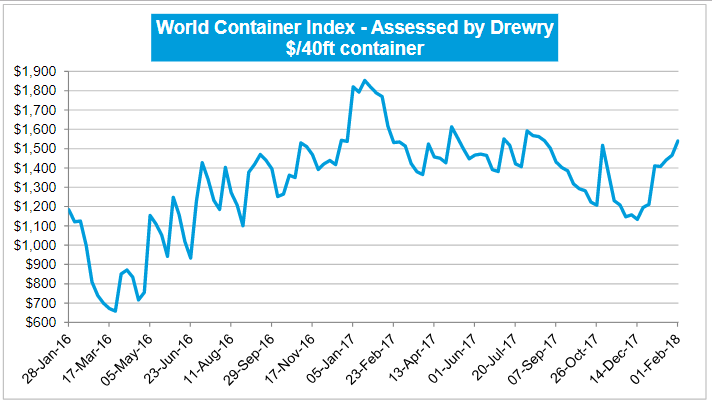 World Container Index - Assessed by Drewry
$/40ft container
$1,900
$1,800
$1,700
$1,600
$1,500
$1,400
$1,300
$1,200
$1,100
$1,000
$900
$800
$700
$600
28-Jan-16
17-Mar-16
05-May-16
23-Jun-16
11-Aug-16
29-Sep-16
17-Nov-16
05-Jan-17
23-Feb-17
13-Apr-17
01-Jun-17
20-Jul-17
07-Sep-17
26-Oct-17
14-Dec-17
01-Feb-18